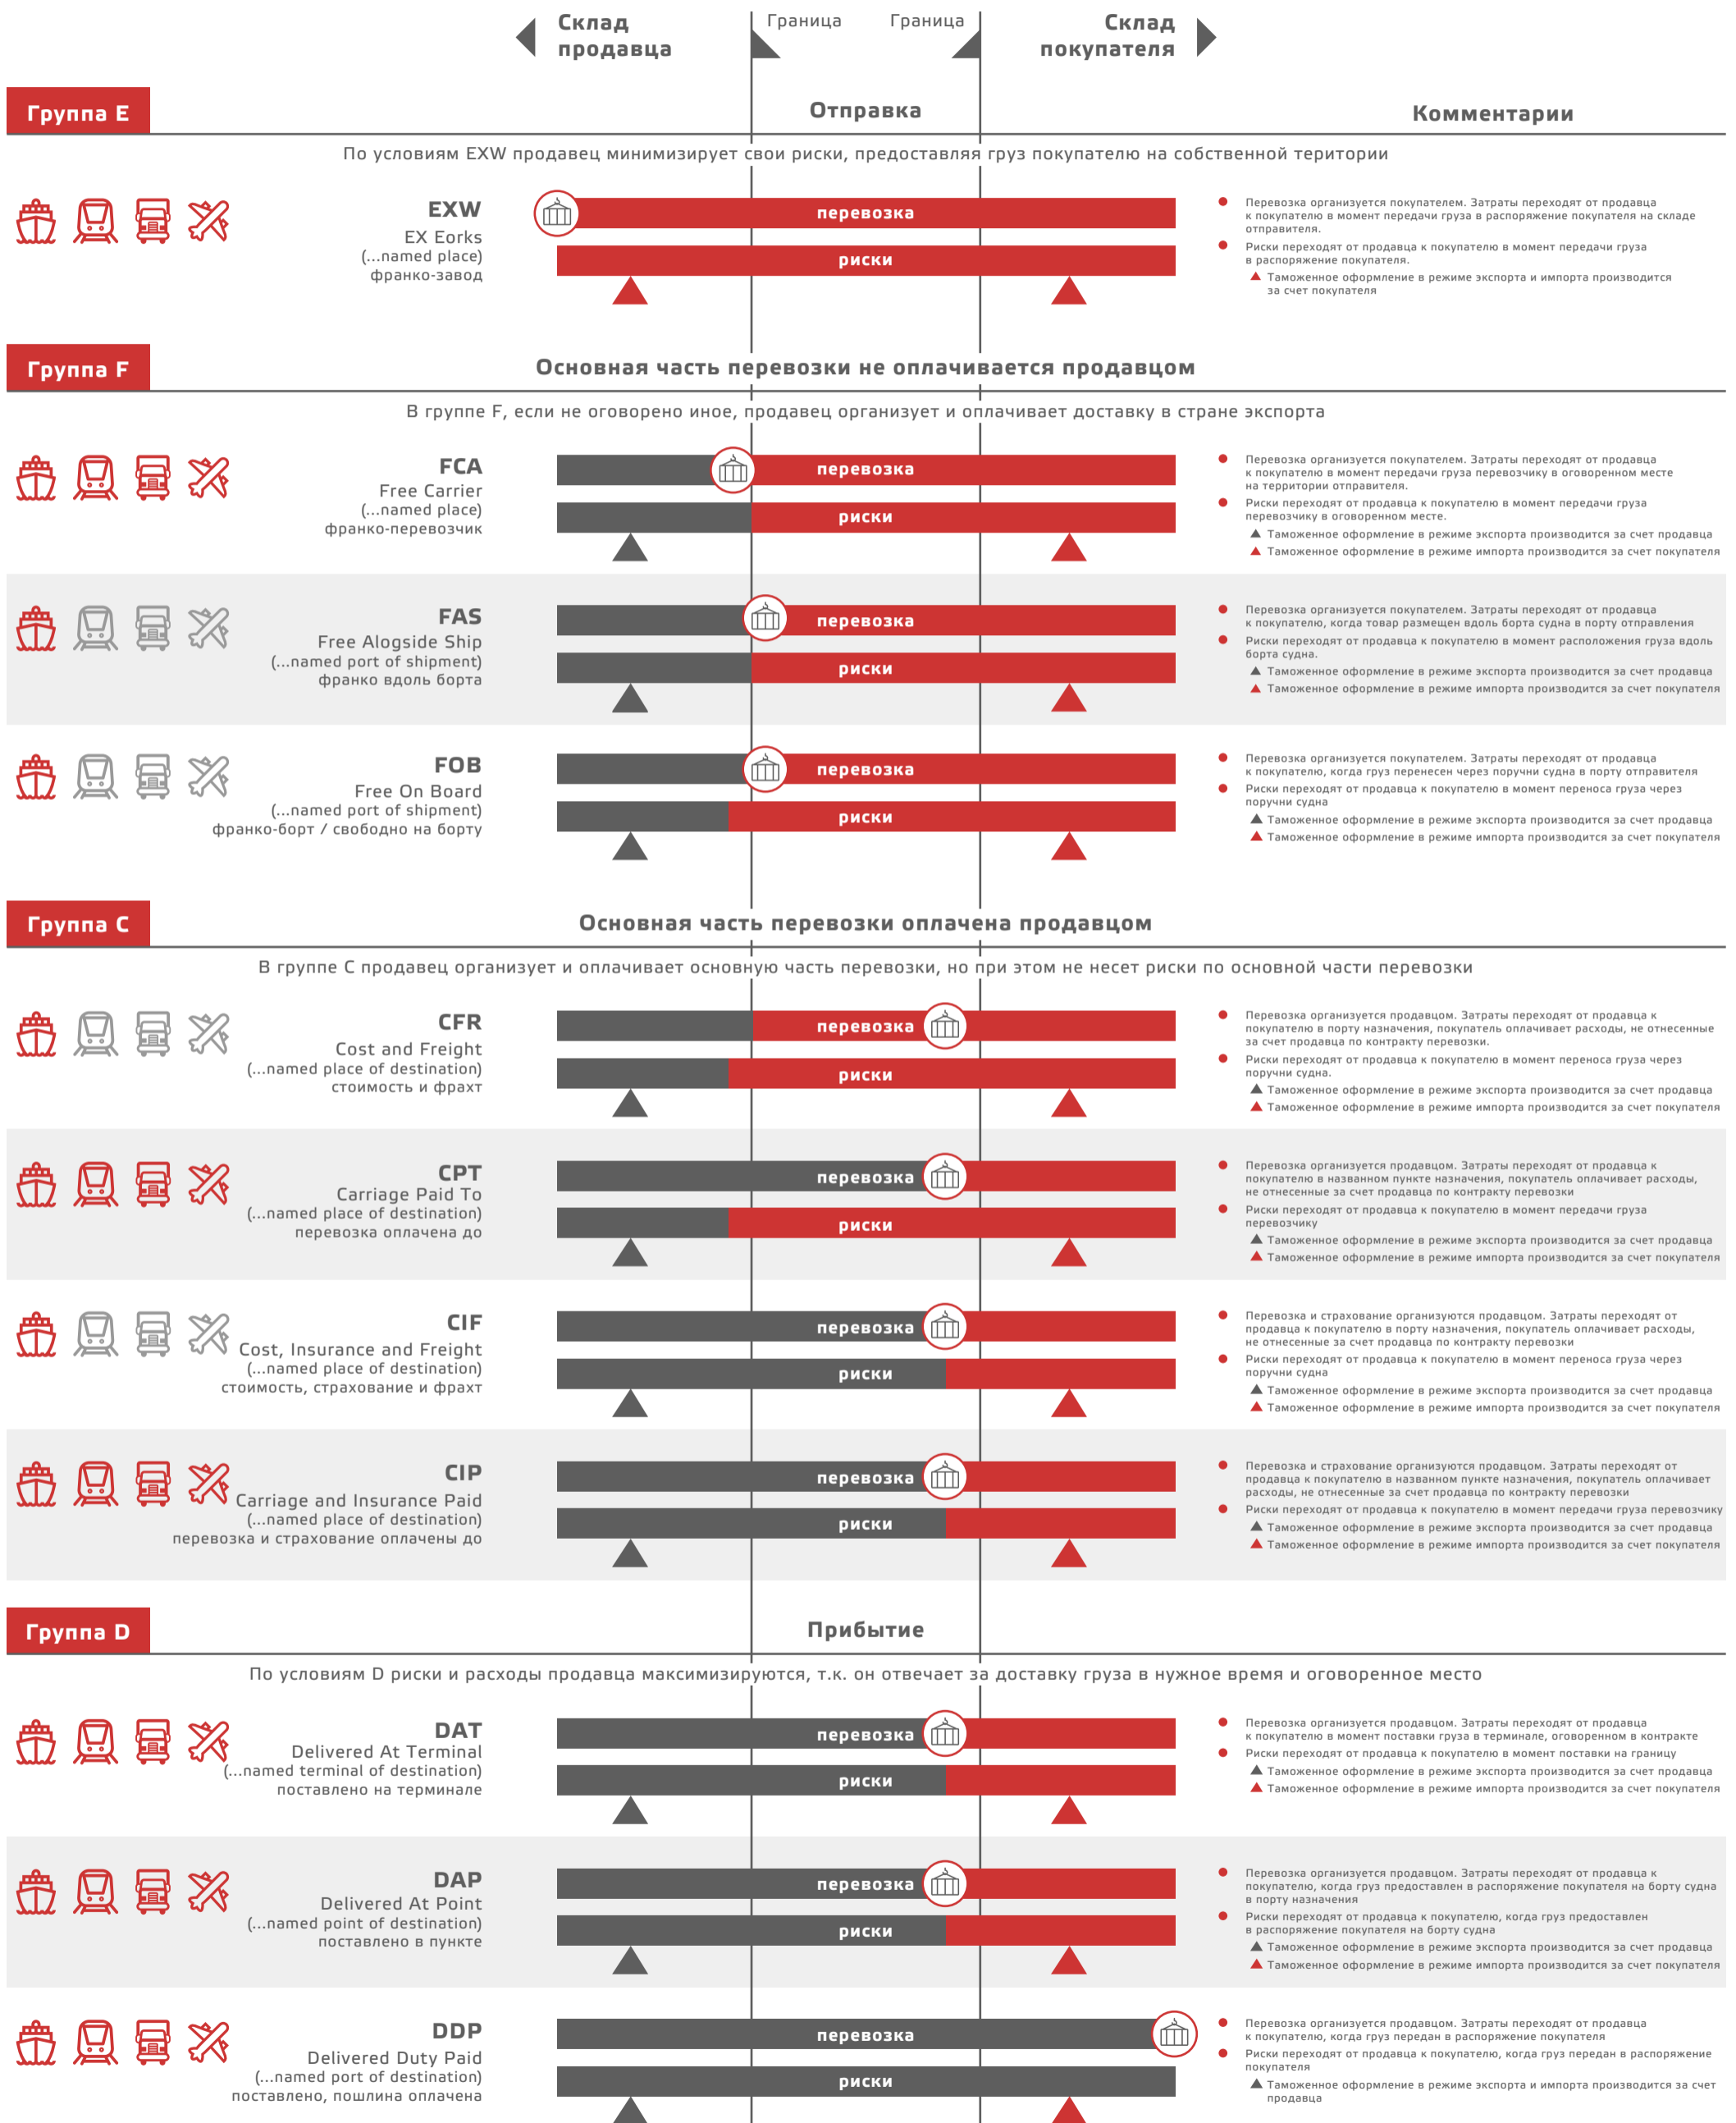 Склад
продавца
Граница
Граница
Склад
покупателя
Группа E
Отправка
Комментарии
По условиям EXW продавец минимизирует свои риски, предоставляя груз покупателю на собственной територии
EXW
EX Eorks
(...named place)
франко-завод
перевозка
риски
Перевозка организуется покупателем. Затраты переходят от продавца
к покупателю в момент передачи груза в распоряжение покупателя на складе
отправителя.
Риски переходят от продавца к покупателю в момент передачи груза
в распоряжение покупателя.
Таможенное оформление в режиме экспорта и импорта производится
за счет покупателя
Группа F
Основная часть перевозки не оплачивается продавцом
В группе F, если не оговорено иное, продавец организует и оплачивает доставку в стране экспорта
FCA
Free Carrier
(...named place)
франко-перевозчик
перевозка
риски
Перевозка организуется покупателем. Затраты переходят от продавца
к покупателю в момент передачи груза перевозчику в оговоренном месте
на территории отправителя.
Риски переходят от продавца к покупателю в момент передачи груза
перевозчику в оговоренном месте.
Таможенное оформление в режиме экспорта производится за счет продавца
Таможенное оформление в режиме импорта производится за счет покупателя
FAS
Free Alogside Ship
(...named port of shipment)
франко вдоль борта
перевозка
риски
Перевозка организуется покупателем. Затраты переходят от продавца
к покупателю, когда товар размещен вдоль борта судна в порту отправления
Риски переходят от продавца к покупателю в момент расположения груза вдоль
борта судна.
Таможенное оформление в режиме экспорта производится за счет продавца
Таможенное оформление в режиме импорта производится за счет покупателя
FOB
Free On Board
(...named port of shipment)
франко-борт / свободно на борту
перевозка
риски
Перевозка организуется покупателем. Затраты переходят от продавца
к покупателю, когда груз перенесен через поручни судна в порту отправителя
Риски переходят от продавца к покупателю в момент переноса груза через
поручни судна
Таможенное оформление в режиме экспорта производится за счет продавца
Таможенное оформление в режиме импорта производится за счет покупателя
Группа C
Основная часть перевозки оплачена продавцом
В группе C продавец организует и оплачивает основную часть перевозки, но при этом не несет риски по основной части перевозки
CFR
Cost and Freight
(...named place of destination)
стоимость и фрахт
перевозка
риски
Перевозка организуется продавцом. Затраты переходят от продавца к
покупателю в порту назначения, покупатель оплачивает расходы, не отнесенные
за счет продавца по контракту перевозки.
Риски переходят от продавца к покупателю в момент переноса груза через
поручни судна.
Таможенное оформление в режиме экспорта производится за счет продавца
Таможенное оформление в режиме импорта производится за счет покупателя
CPT
Carriage Paid To
(...named place of destination)
перевозка оплачена до
перевозка
риски
Перевозка организуется продавцом. Затраты переходят от продавца к
покупателю в названном пункте назначения, покупатель оплачивает расходы,
не отнесенные за счет продавца по контракту перевозки
Риски переходят от продавца к покупателю в момент передачи груза
перевозчику
Таможенное оформление в режиме экспорта производится за счет продавца
Таможенное оформление в режиме импорта производится за счет покупателя
CIF
Cost, Insurance and Freight
(...named place of destination)
стоимость, страхование и фрахт
перевозка
риски
Перевозка и страхование организуются продавцом. Затраты переходят от
продавца к покупателю в порту назначения, покупатель оплачивает расходы,
не отнесенные за счет продавца по контракту перевозки
Риски переходят от продавца к покупателю в момент переноса груза через
поручни судна
Таможенное оформление в режиме экспорта производится за счет продавца
Таможенное оформление в режиме импорта производится за счет покупателя
CIP
Carriage and Insurance Paid
(...named place of destination)
перевозка и страхование оплачены до
перевозка
риски
Перевозка и страхование организуются продавцом. Затраты переходят от
продавца к покупателю в названном пункте назначения, покупатель оплачивает
расходы, не отнесенные за счет продавца по контракту перевозки
Риски переходят от продавца к покупателю в момент передачи груза перевозчику
Таможенное оформление в режиме экспорта производится за счет продавца
Таможенное оформление в режиме импорта производится за счет покупателя
Группа D
Прибытие
По условиям D риски и расходы продавца максимизируются, т.к. он отвечает за доставку груза в нужное время и оговоренное место
DAT
Delivered At Terminal
(...named terminal of destination)
поставлено на терминале
перевозка
риски
Перевозка организуется продавцом. Затраты переходят от продавца
к покупателю в момент поставки груза в терминале, оговоренном в контракте
Риски переходят от продавца к покупателю в момент поставки на границу
Таможенное оформление в режиме экспорта производится за счет продавца
Таможенное оформление в режиме импорта производится за счет покупателя
DAP
Delivered At Point
(...named point of destination)
поставлено в пункте
перевозка
риски
Перевозка организуется продавцом. Затраты переходят от продавца к
покупателю, когда груз предоставлен в распоряжение покупателя на борту судна
в порту назначения
Риски переходят от продавца к покупателю, когда груз предоставлен
в распоряжение покупателя на борту судна
Таможенное оформление в режиме экспорта производится за счет продавца
Таможенное оформление в режиме импорта производится за счет покупателя
DDP
Delivered Duty Paid
(...named port of destination)
поставлено, пошлина оплачена
перевозка
риски
Перевозка организуется продавцом. Затраты переходят от продавца
к покупателю, когда груз передан в распоряжение покупателя
Риски переходят от продавца к покупателю, когда груз передан в распоряжение
покупателя
Таможенное оформление в режиме экспорта и импорта производится за счет
продавца